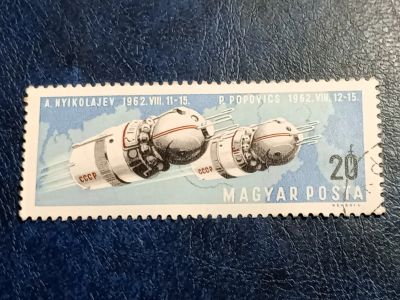 A. NYIKOLAJEV 1962.VIII.11-15. P. POPOVICS 1962.VIII.12-15.
CCCP CCCP
20 f
MAGYAR POSTA